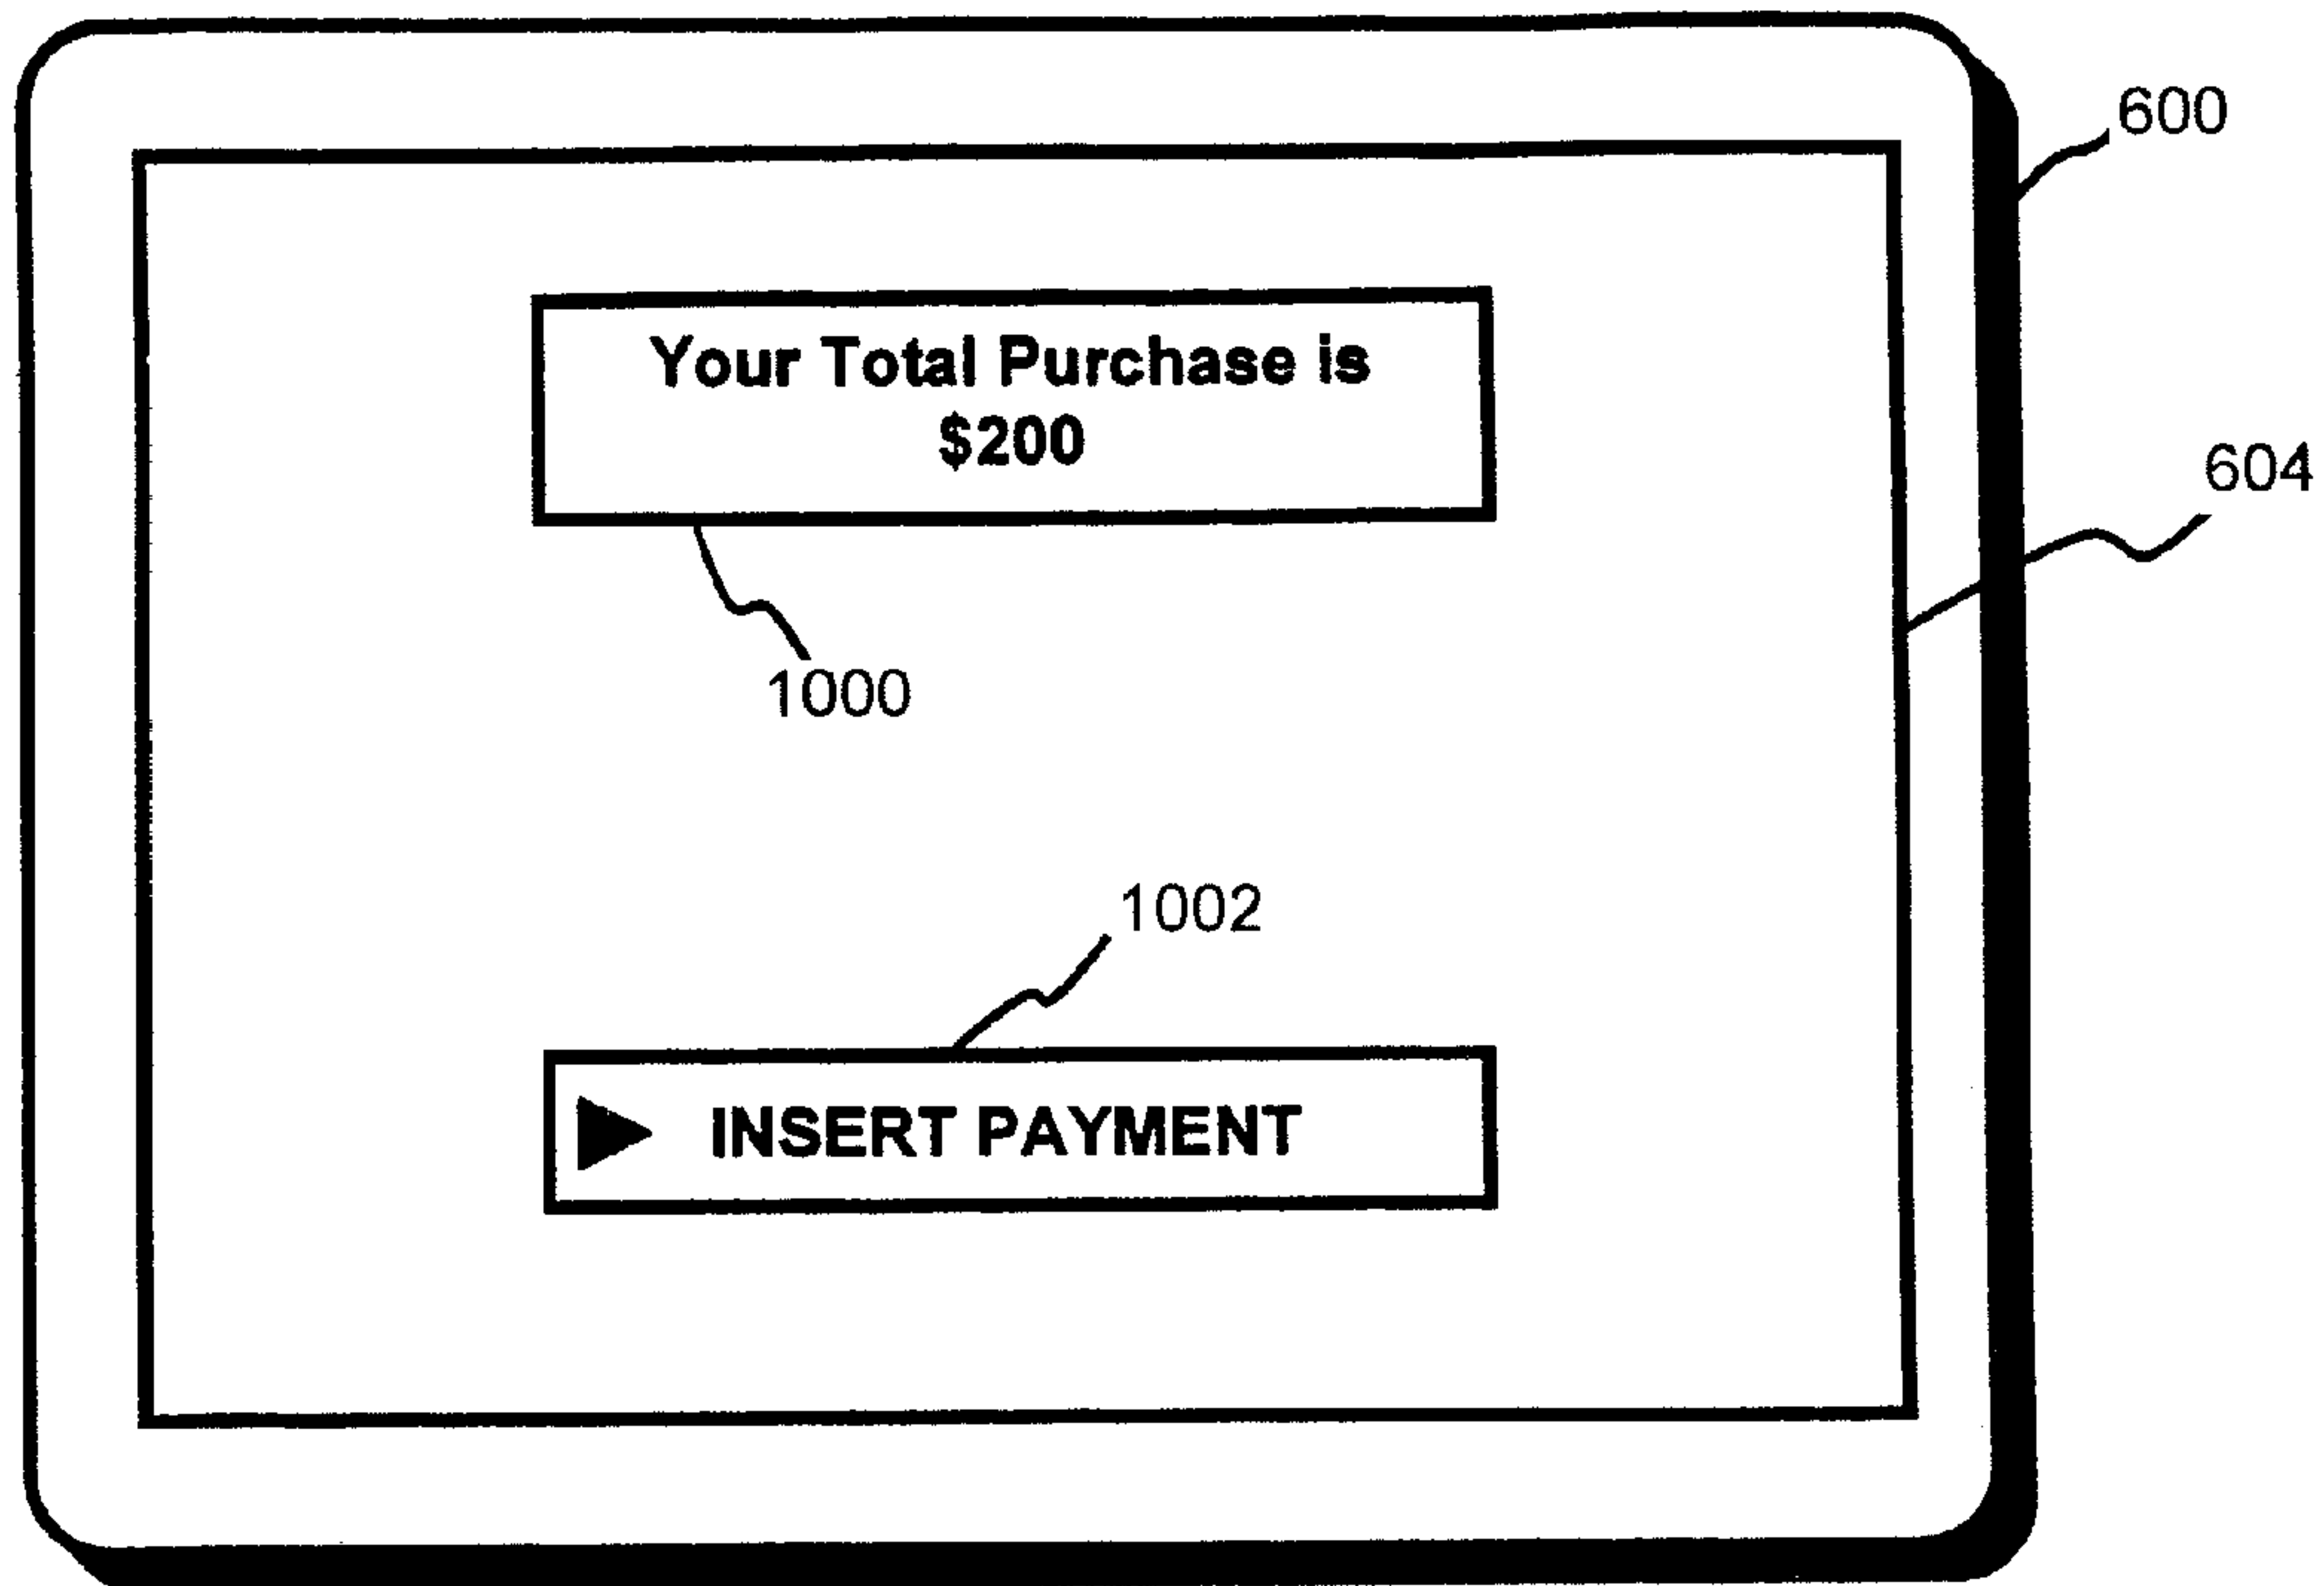 600
Your Total Purchase is
$200
604
1000
1002
INSERT PAYMENT